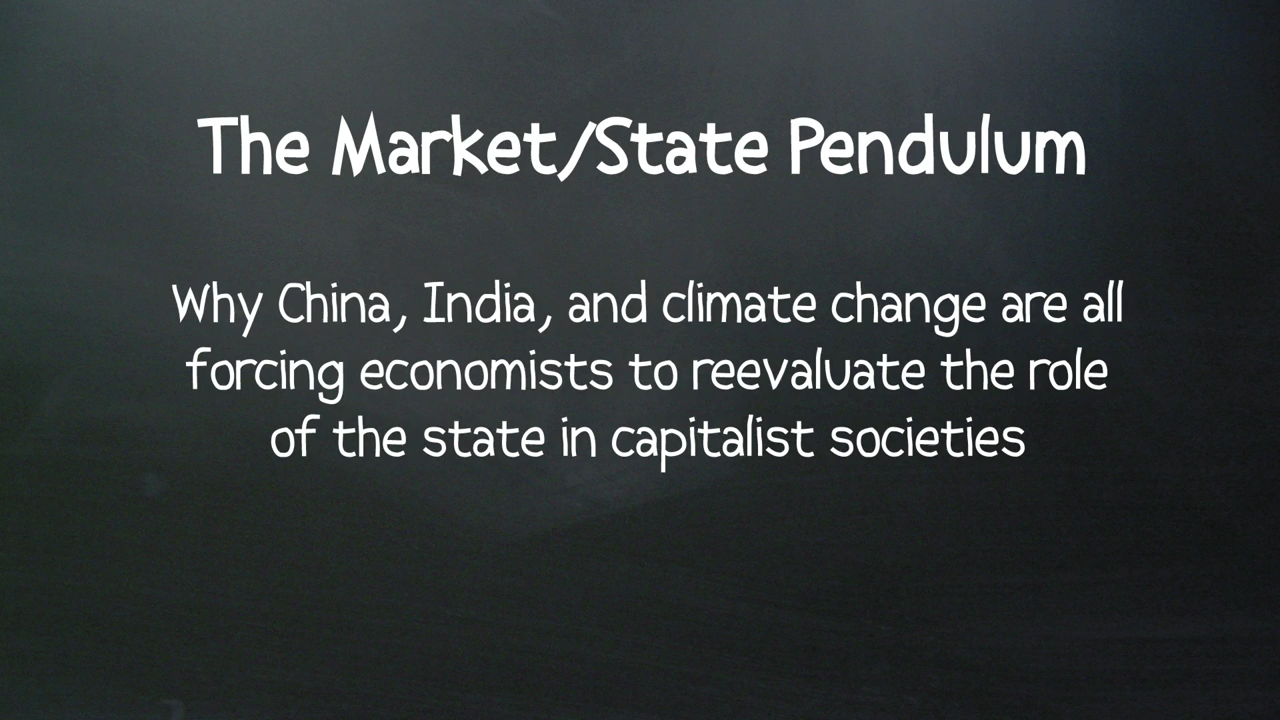 The Market/State Pendulum
Why China, India, and climate change are all
forcing economists to reevaluate the role
of the state in capitalist societies